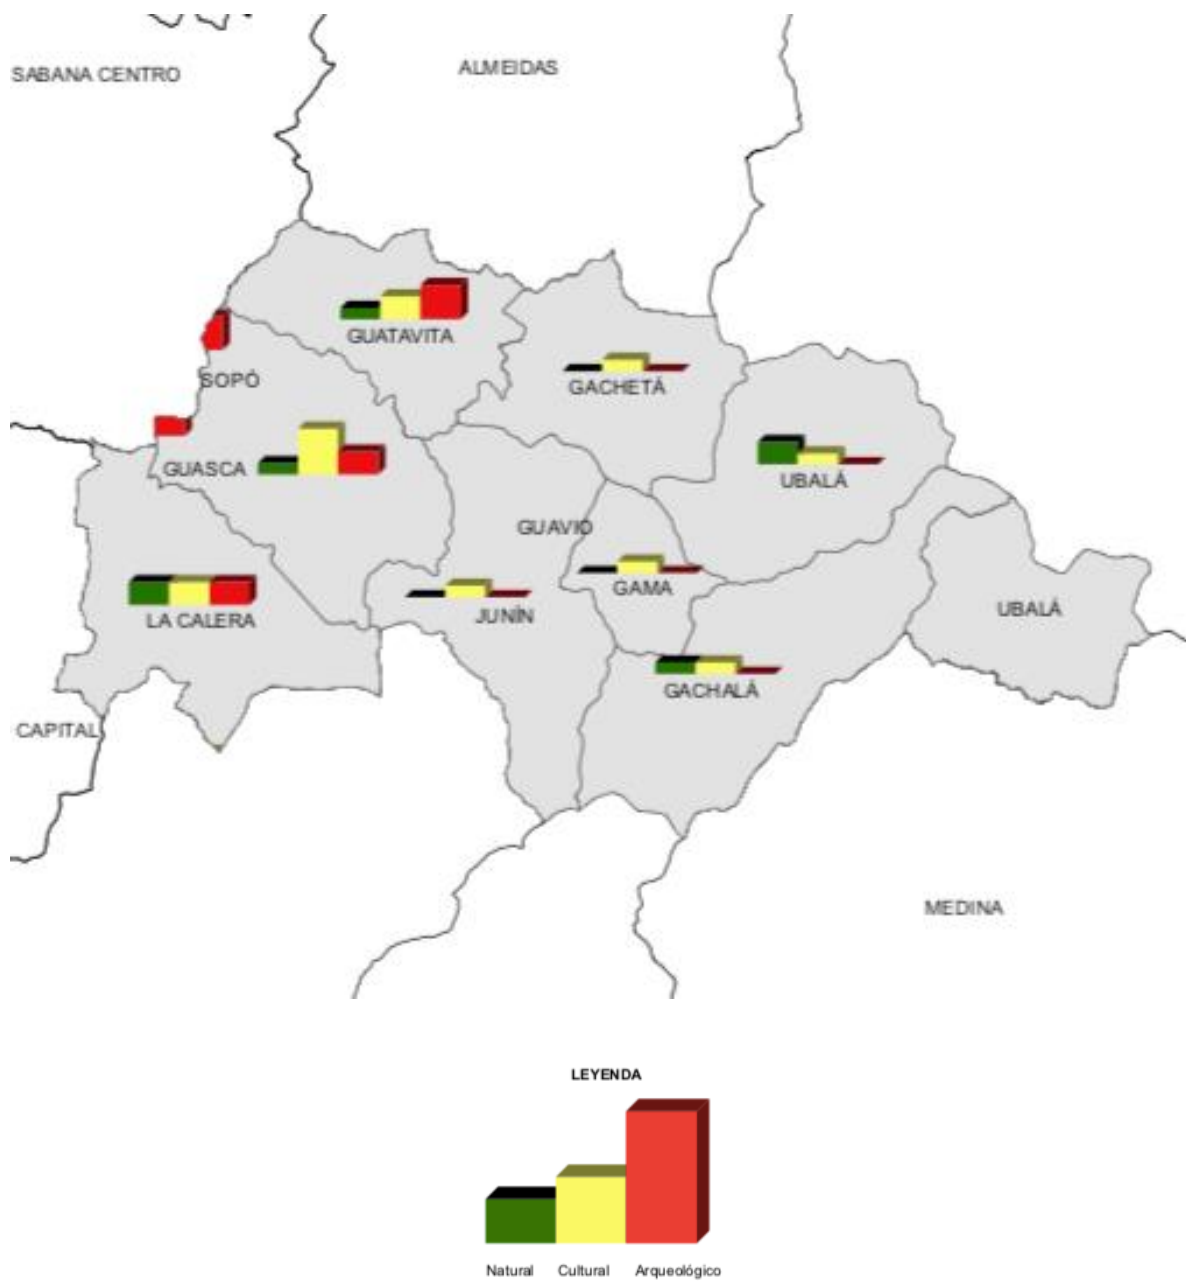 SABANA CENTRO
ALMEIDAS
GUATAVITA
SOPÓ
GACHETÁ
GUASCA
UBALÁ
GUAVIO
GAMA
UBALÁ
JUNÍN
LA CALERA
GACHALÁ
CAPITAL
MEDINA
LEYENDA
Natural Cultural Arqueológico